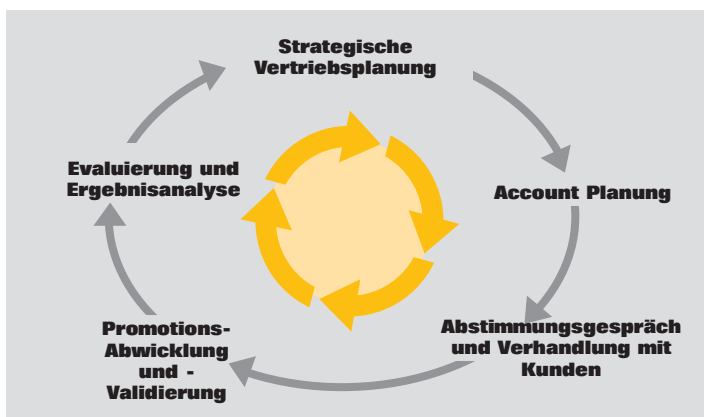 Strategische
Vertriebsplanung
Account Planung
Abstimmungsgespräch
und Verhandlung mit
Kunden
Promotions-
Abwicklung
und -
Validierung
Evaluierung und
Ergebnisanalyse